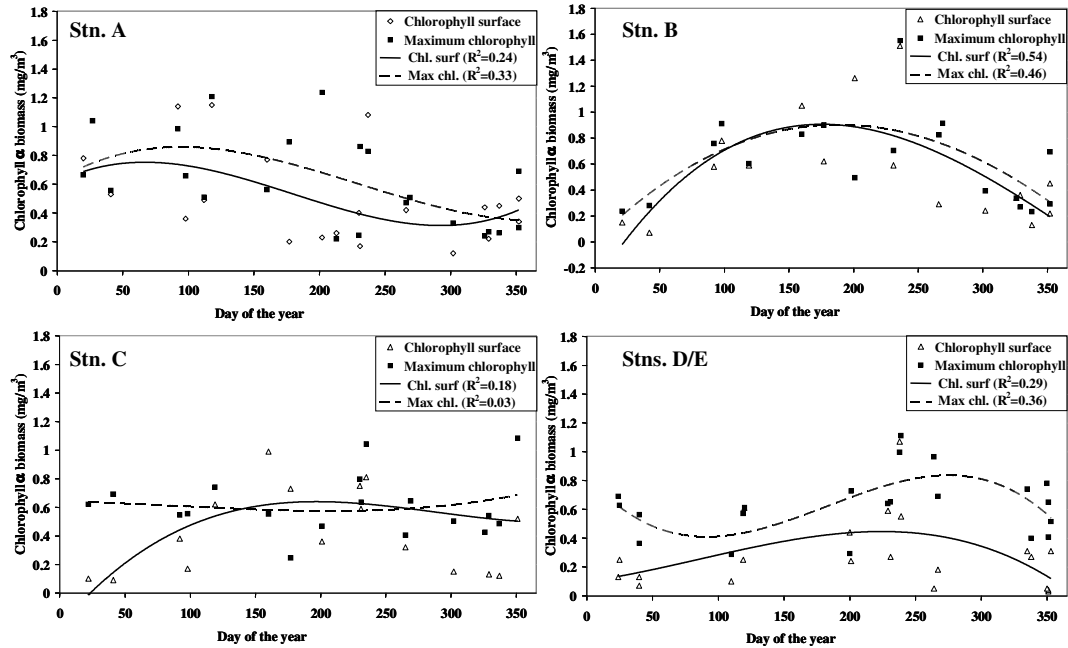 Stn. A
Chlorophyll surface
Maximum chlorophyll
Chl. surf (R²=0.24)
Max chl. (R²=0.33)
Chlorophyll α biomass (mg/m³)
1.8
1.6
1.4
1.2
1
0.8
0.6
0.4
0.2
0
0 50 100 150 200 250 300 350
Day of the year
Stn. B
Chlorophyll surface
Maximum chlorophyll
Chl. surf (R²=0.54)
Max chl. (R²=0.46)
Chlorophyll α biomass (mg/m³)
1.8
1.6
1.4
1.2
1
0.8
0.6
0.4
0.2
0
-0.2
0 50 100 150 200 250 300 350
Day of the year
Stn. C
Chlorophyll surface
Maximum chlorophyll
Chl. surf (R²=0.18)
Max chl. (R²=0.03)
Chlorophyll α biomass (mg/m³)
1.8
1.6
1.4
1.2
1
0.8
0.6
0.4
0.2
0
0 50 100 150 200 250 300 350
Day of the year
Stns. D/E
Chlorophyll surface
Maximum chlorophyll
Chl. surf (R²=0.29)
Max chl. (R²=0.36)
Chlorophyll α biomass (mg/m³)
1.8
1.6
1.4
1.2
1
0.8
0.6
0.4
0.2
0
0 50 100 150 200 250 300 350
Day of the year